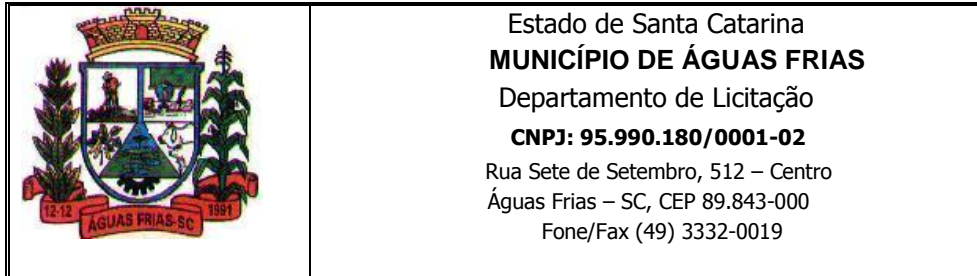 12-12
ÁGUAS FRIAS-SC
1991
Estado de Santa Catarina
MUNICÍPIO DE ÁGUAS FRIAS
Departamento de Licitação
CNPJ: 95.990.180/0001-02
Rua Sete de Setembro, 512 – Centro
Águas Frias – SC, CEP 89.843-000
Fone/Fax (49) 3332-0019